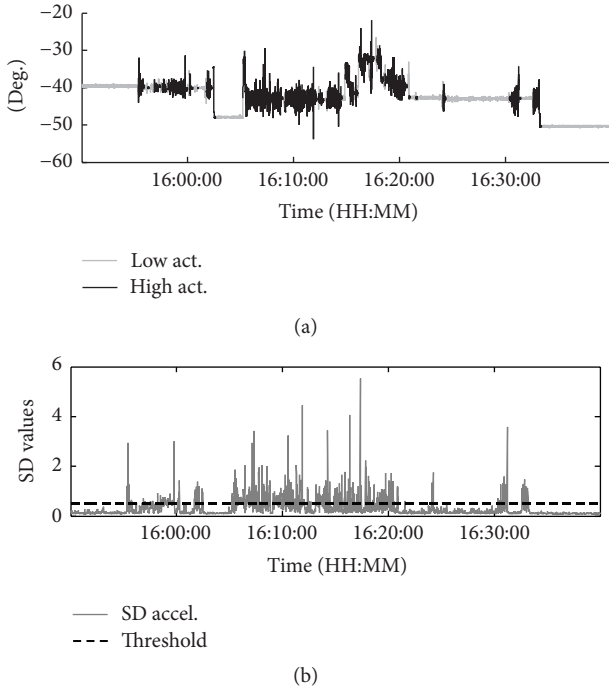 −20
−30
−40
−50
−60
(Deg.)
16:00:00 16:10:00 16:20:00 16:30:00
Time (HH:MM)
Low act.
High act.
(a)
6
4
2
0
SD values
16:00:00 16:10:00 16:20:00 16:30:00
Time (HH:MM)
SD accel.
Threshold
(b)